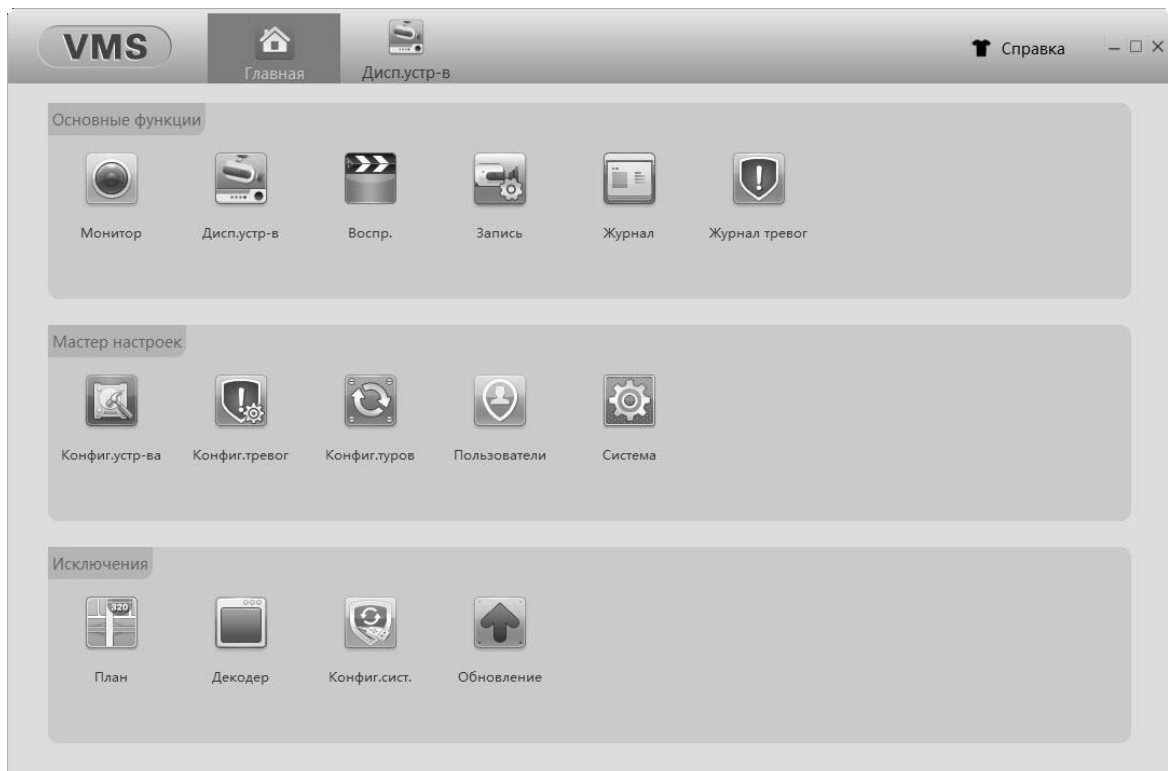 VMS
Главная
Дисп.устр-в
Справка
Основные функции
Монитор
Дисп.устр-в
Воспр.
Запись
Журнал
Журнал тревог
Мастер настроек
Конфиг.устр-ва
Конфиг.тревог
Конфиг.туров
Пользователи
Система
Исключения
320
План
Декодер
Конфиг.сист.
Обновление